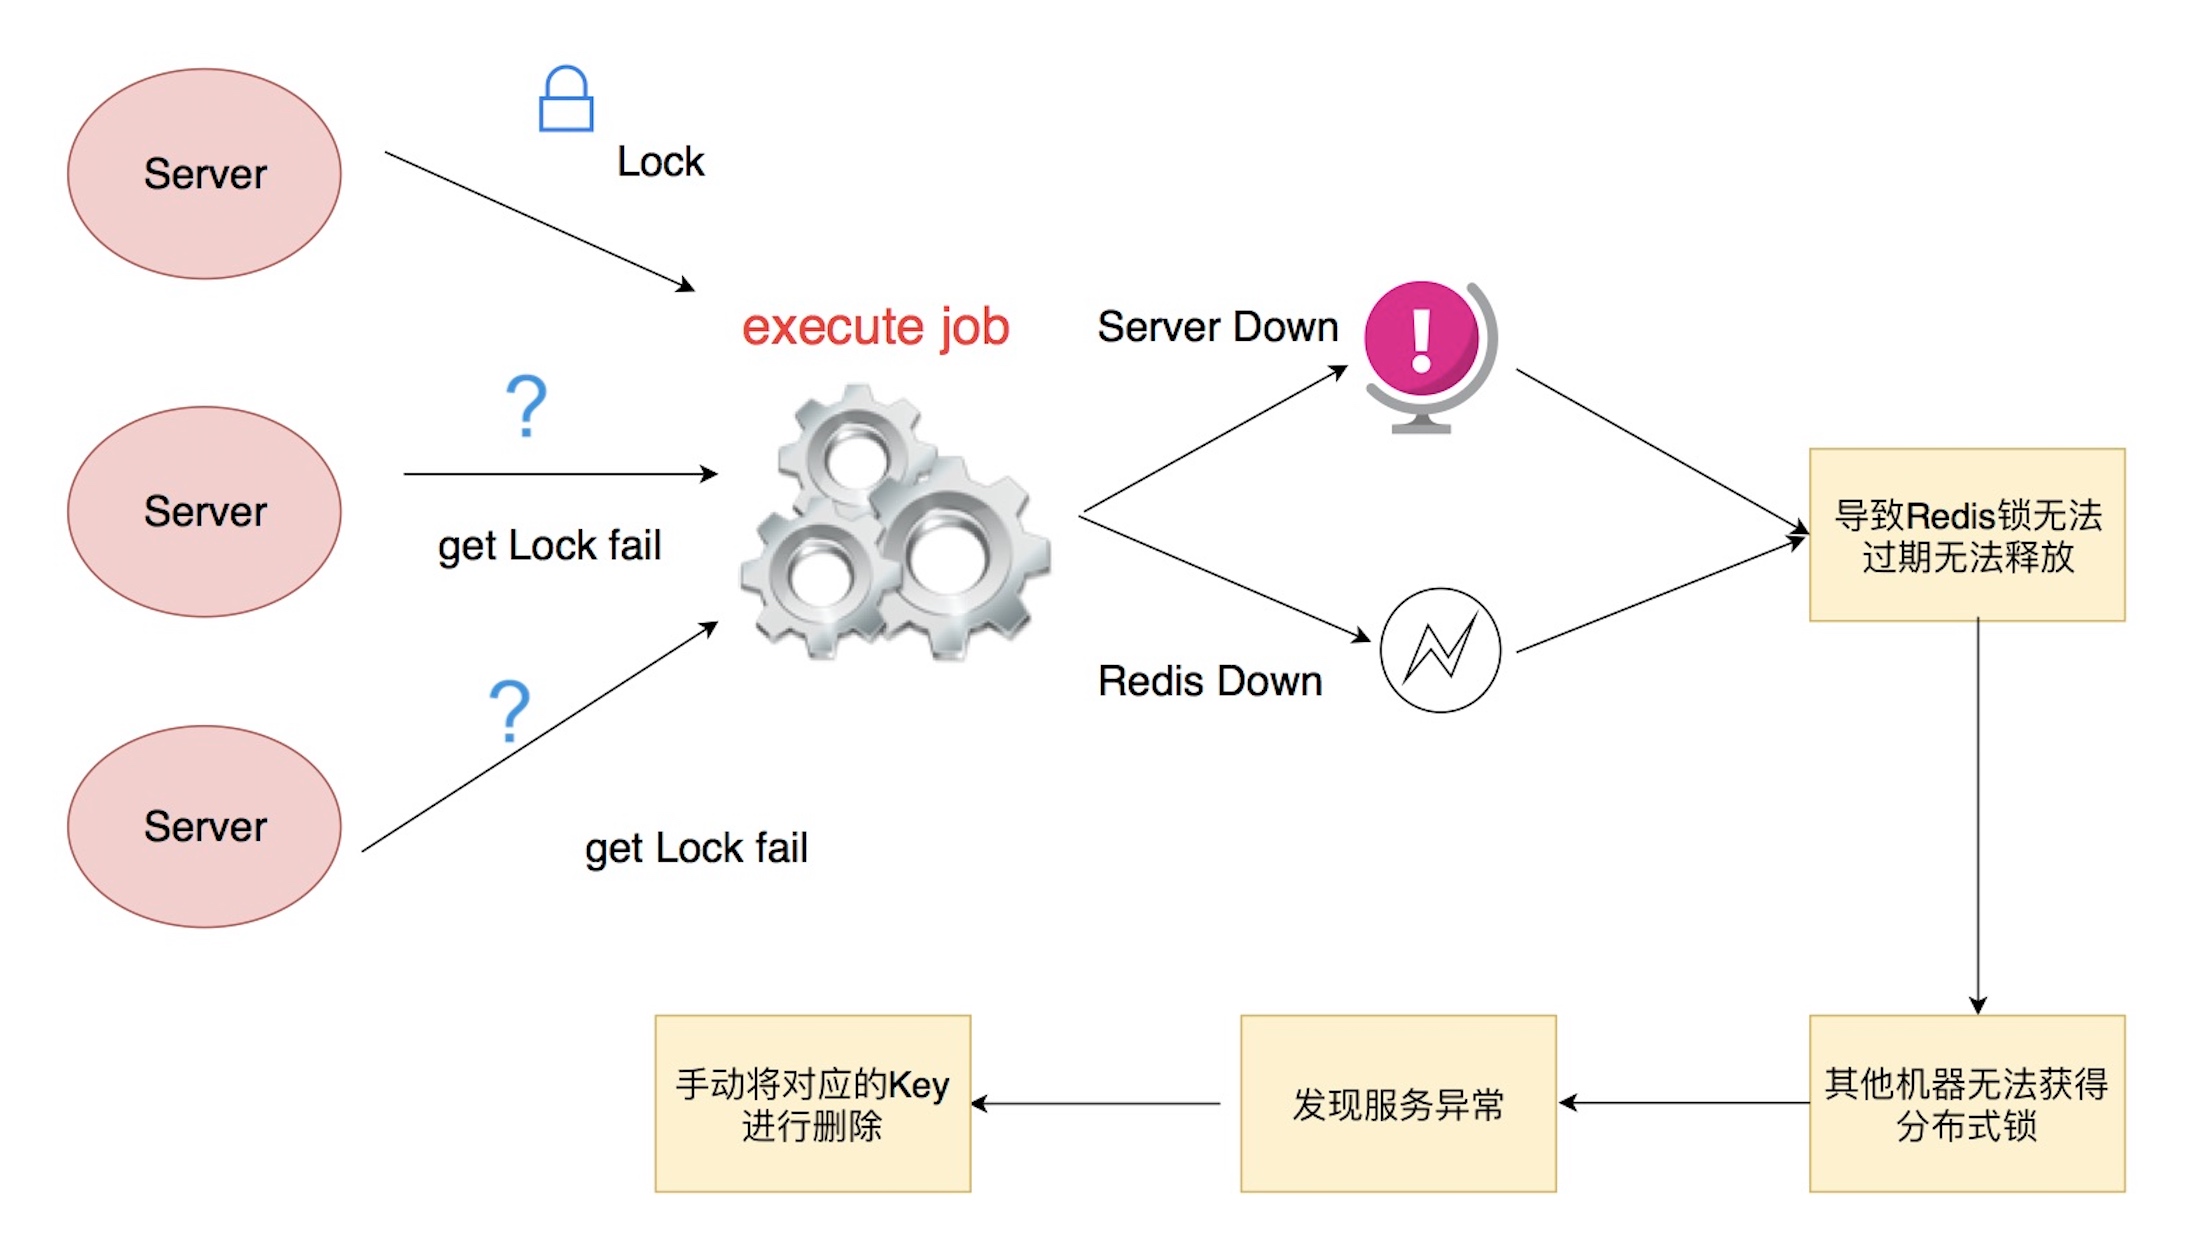 Server
Lock
execute job
Server Down
?
Server
get Lock fail
导致Redis锁无法
过期无法释放
Redis Down
?
Server
get Lock fail
手动将对应的Key
进行删除
发现服务异常
其他机器无法获得
分布式锁